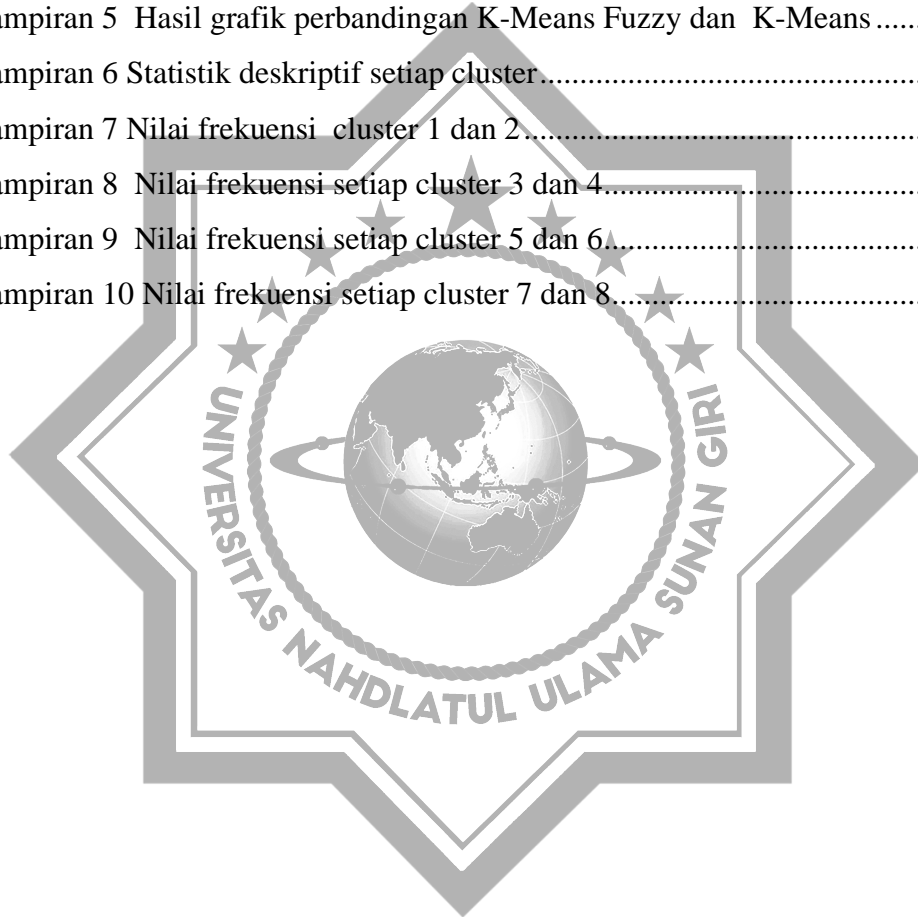 ampiran 5  Hasil grafik perbandingan K-Means Fuzzy dan  K-Means ......
ampiran 6 Statistik deskriptif setiap cluster..................................................
ampiran 7 Nilai frekuensi  cluster 1 dan 2....................................................
ampiran 8  Nilai frekuensi setiap cluster 3 dan 4..........................................
ampiran 9  Nilai frekuensi setiap cluster 5 dan 6..........................................
ampiran 10 Nilai frekuensi setiap cluster 7 dan 8.........................................
UNIVERSITAS NAHDLATUL ULAMA SUNAN GIRI